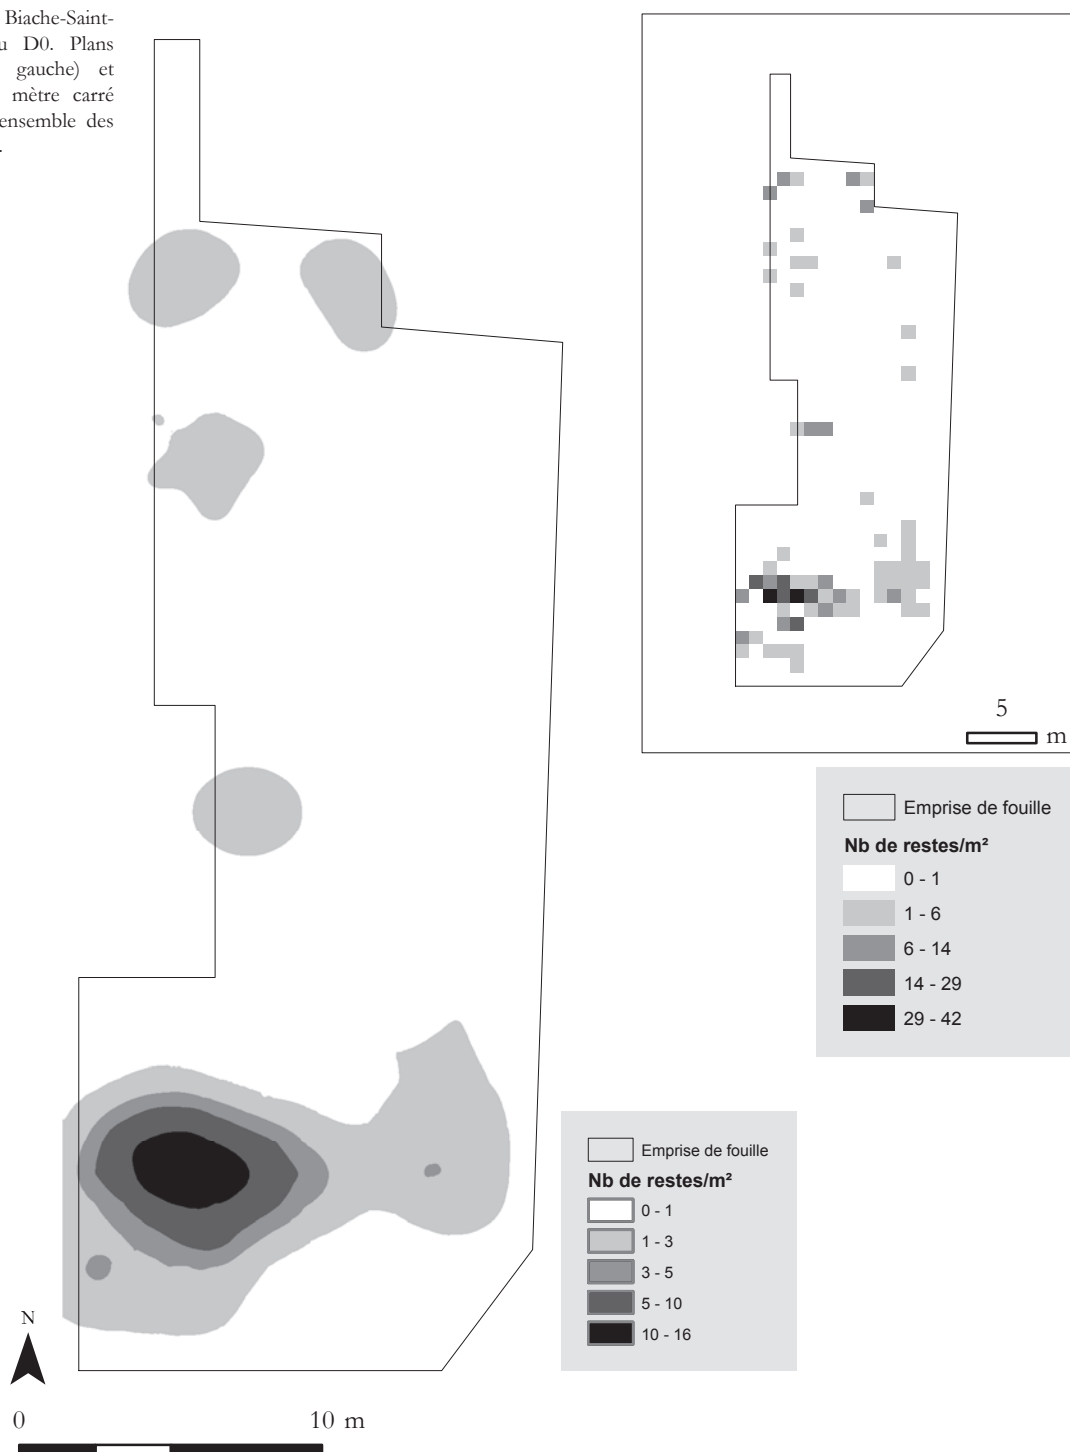 Biache-Saint-
D0. Plans
gauche) et
mètre carré
ensemble des
.
5
m
Emprise de fouille
Nb de restes/m²
0 - 1
1 - 6
6 - 14
14 - 29
29 - 42
Emprise de fouille
Nb de restes/m²
0 - 1
1 - 3
3 - 5
5 - 10
10 - 16
N
0 10 m